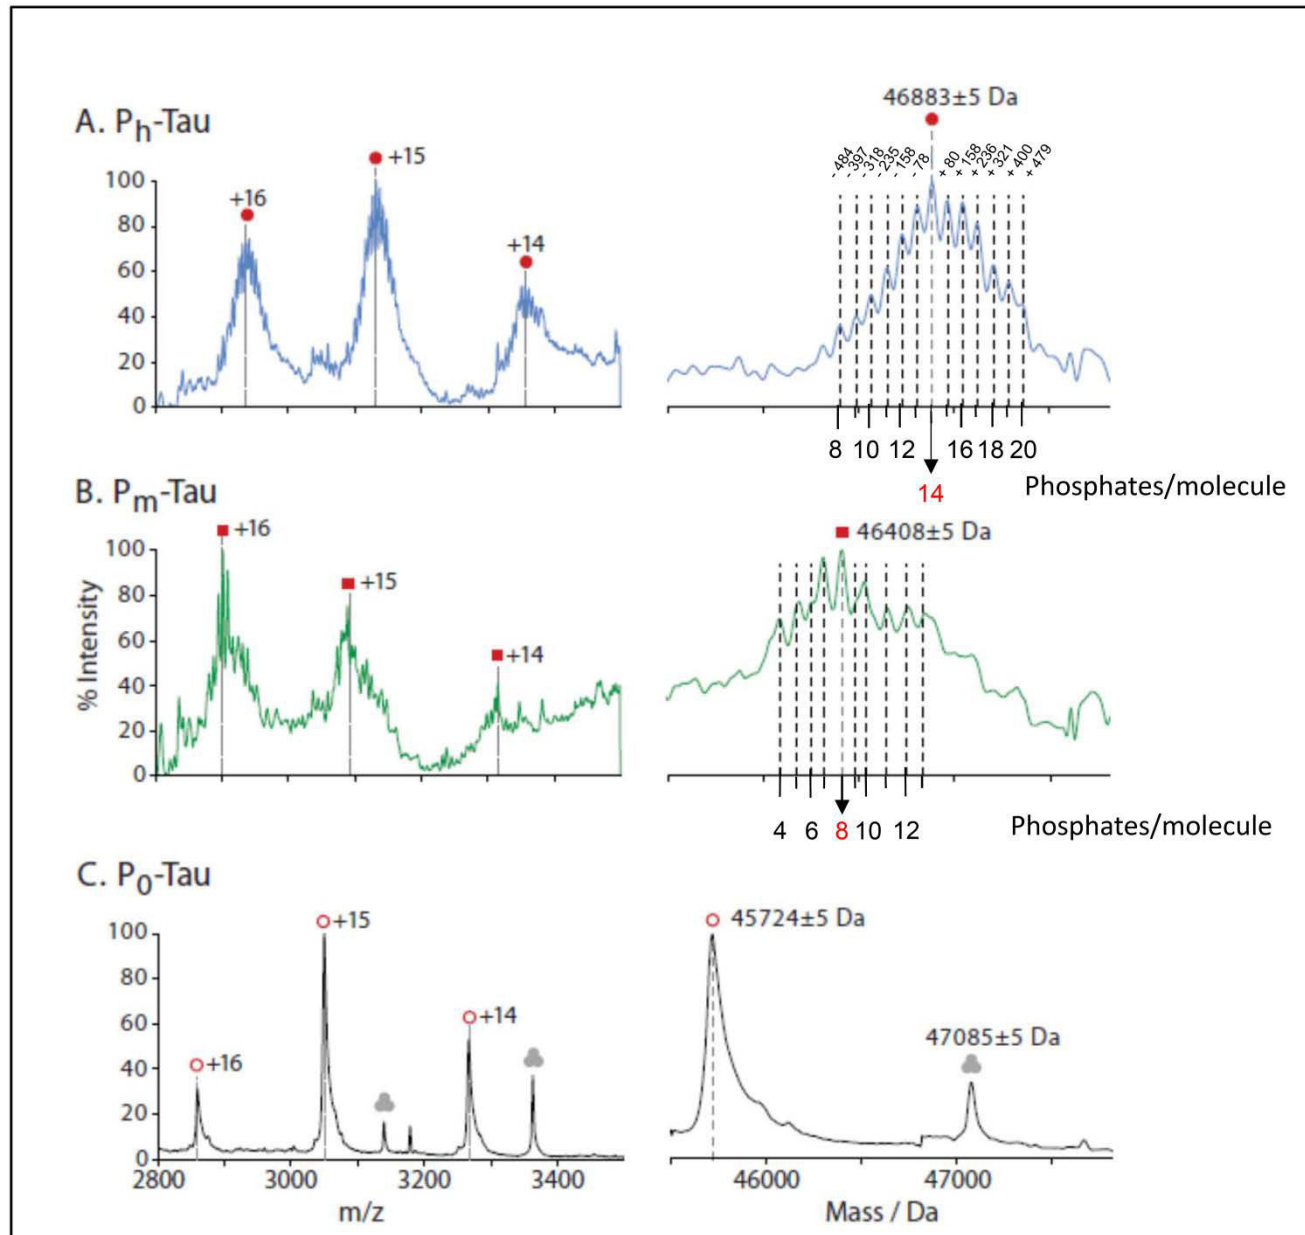 A. Ph-Tau
46883±5 Da
- 484
- 397
- 318
- 235
- 158
- 78
+ 80
+ 158
+ 236
+ 321
+ 400
+ 479
+16
+15
+14
100
80
60
40
20
0
8 10 12 16 18 20
14
Phosphates/molecule
B. Pm-Tau
+16
+15
+14
46408±5 Da
% Intensity
100
80
60
40
20
0
4 6 8 10 12
Phosphates/molecule
C. P0-Tau
+16
+15
+14
45724±5 Da
47085±5 Da
100
80
60
40
20
0
2800 3000 3200 3400
m/z
46000 47000
Mass / Da